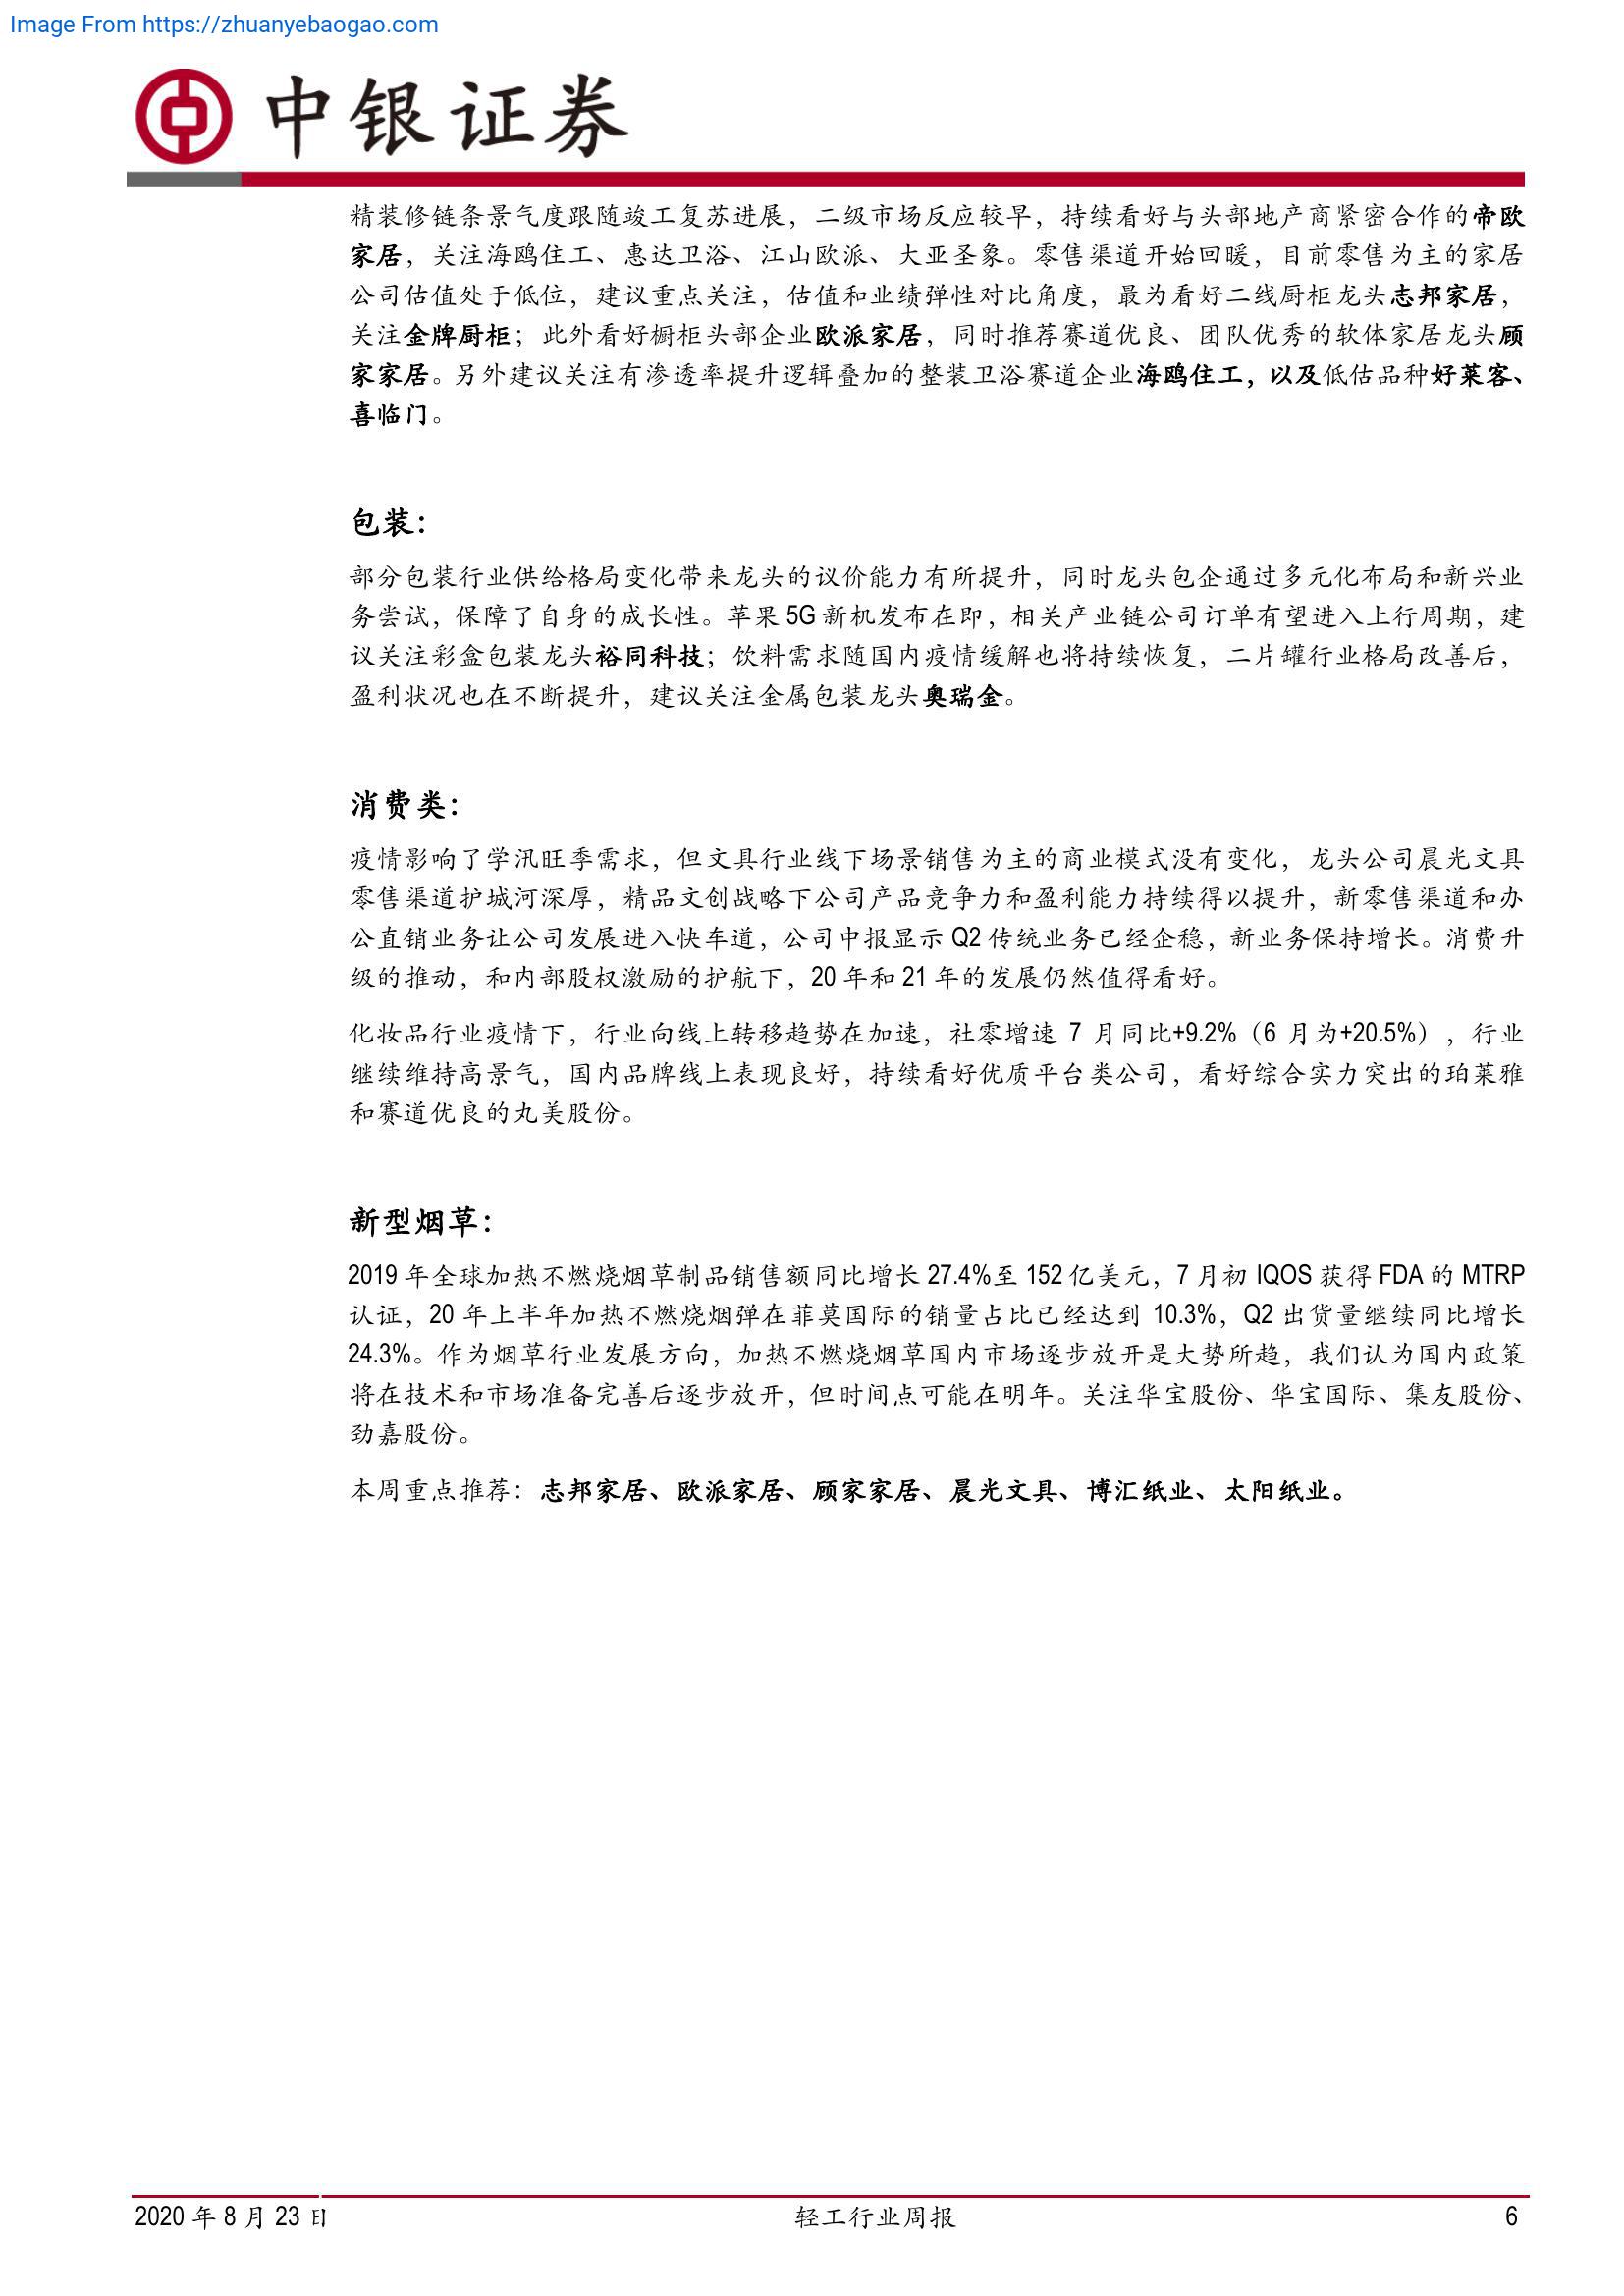 Image From https://zhuanyebaogao.com
中银证券
精装修链条景气度跟随竣工复苏进展，二级市场反应较早，持续看好与头部地产商紧密合作的帝欧
家居，关注海鸥住工、惠达卫浴、江山欧派、大亚圣象。零售渠道开始回暖，目前零售为主的家居
公司估值处于低位，建议重点关注，估值和业绩弹性对比角度，最为看好二线厨柜龙头志邦家居，
关注金牌厨柜；此外看好橱柜头部企业欧派家居，同时推荐赛道优良、团队优秀的软体家居龙头顾
家家居。另外建议关注有渗透率提升逻辑叠加的整装卫浴赛道企业海鸥住工，以及低估品种好莱客、
喜临门。
包装：
部分包装行业供给格局变化带来龙头的议价能力有所提升，同时龙头包企通过多元化布局和新兴业
务尝试，保障了自身的成长性。苹果 5G 新机发布在即，相关产业链公司订单有望进入上行周期，建
议关注彩盒包装龙头裕同科技；饮料需求随国内疫情缓解也将持续恢复，二片罐行业格局改善后，
盈利状况也在不断提升，建议关注金属包装龙头奥瑞金。
消费类：
疫情影响了学汛旺季需求，但文具行业线下场景销售为主的商业模式没有变化，龙头公司晨光文具
零售渠道护城河深厚，精品文创战略下公司产品竞争力和盈利能力持续得以提升，新零售渠道和办
公直销业务让公司发展进入快车道，公司中报显示 Q2 传统业务已经企稳，新业务保持增长。消费升
级的推动，和内部股权激励的护航下，20 年和 21 年的发展仍然值得看好。
化妆品行业疫情下，行业向线上转移趋势在加速，社零增速 7 月同比+9.2%（6 月为+20.5%），行业
继续维持高景气，国内品牌线上表现良好，持续看好优质平台类公司，看好综合实力突出的珀莱雅
和赛道优良的丸美股份。
新型烟草：
2019 年全球加热不燃烧烟草制品销售额同比增长 27.4%至 152 亿美元，7 月初 IQOS 获得 FDA 的 MTRP
认证，20 年上半年加热不燃烧烟弹在菲莫国际的销量占比已经达到 10.3%，Q2 出货量继续同比增长
24.3%。作为烟草行业发展方向，加热不燃烧烟草国内市场逐步放开是大势所趋，我们认为国内政策
将在技术和市场准备完善后逐步放开，但时间点可能在明年。关注华宝股份、华宝国际、集友股份、
劲嘉股份。
本周重点推荐：志邦家居、欧派家居、顾家家居、晨光文具、博汇纸业、太阳纸业。
2020 年 8 月 23 日
轻工行业周报
6